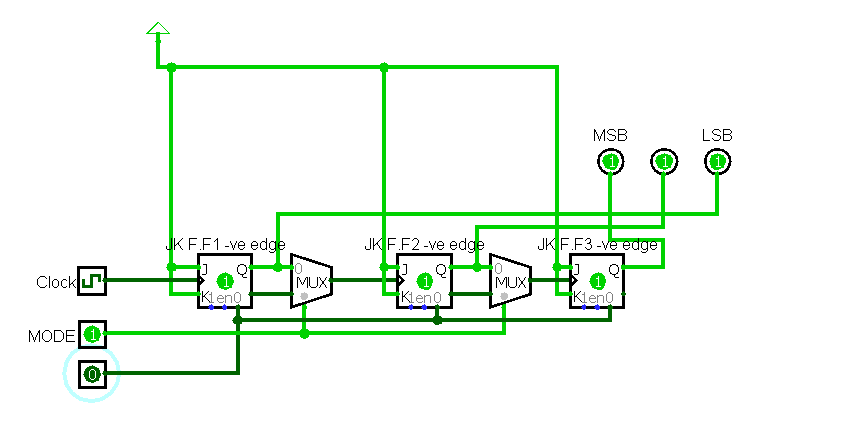 MSB LSB
1 1 1
JK F.F1 -ve edge JK F.F2 -ve edge JK F.F3 -ve edge
J Q 0 J Q 0 J Q
Clock 1 MUX 1 MUX 1
K 1 en 0 K 1 en 0 K 1 en 0
MODE 1
0